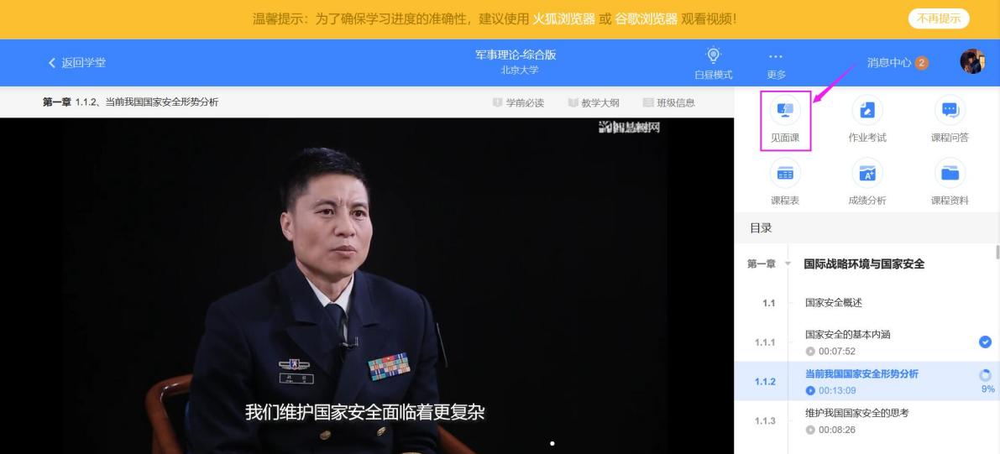 温馨提示：为了确保学习进度的准确性，建议使用 火狐浏览器 或 谷歌浏览器 观看视频！
不再提示
返回学堂
军事理论-综合版
北京大学
白昼模式
更多
消息中心 2
第一章 1.1.2、当前我国国家安全形势分析
学前必读
教学大纲
班级信息
智慧树网
见面课
作业考试
课程问答
课程表
成绩分析
课程资料
目录
第一章 国际战略环境与国家安全
1.1 国家安全概述
1.1.1 国家安全的基本内涵
00:07:52
1.1.2 当前我国国家安全形势分析
00:13:09
9%
1.1.3 维护我国国家安全的思考
00:08:26
我们维护国家安全面临着更复杂